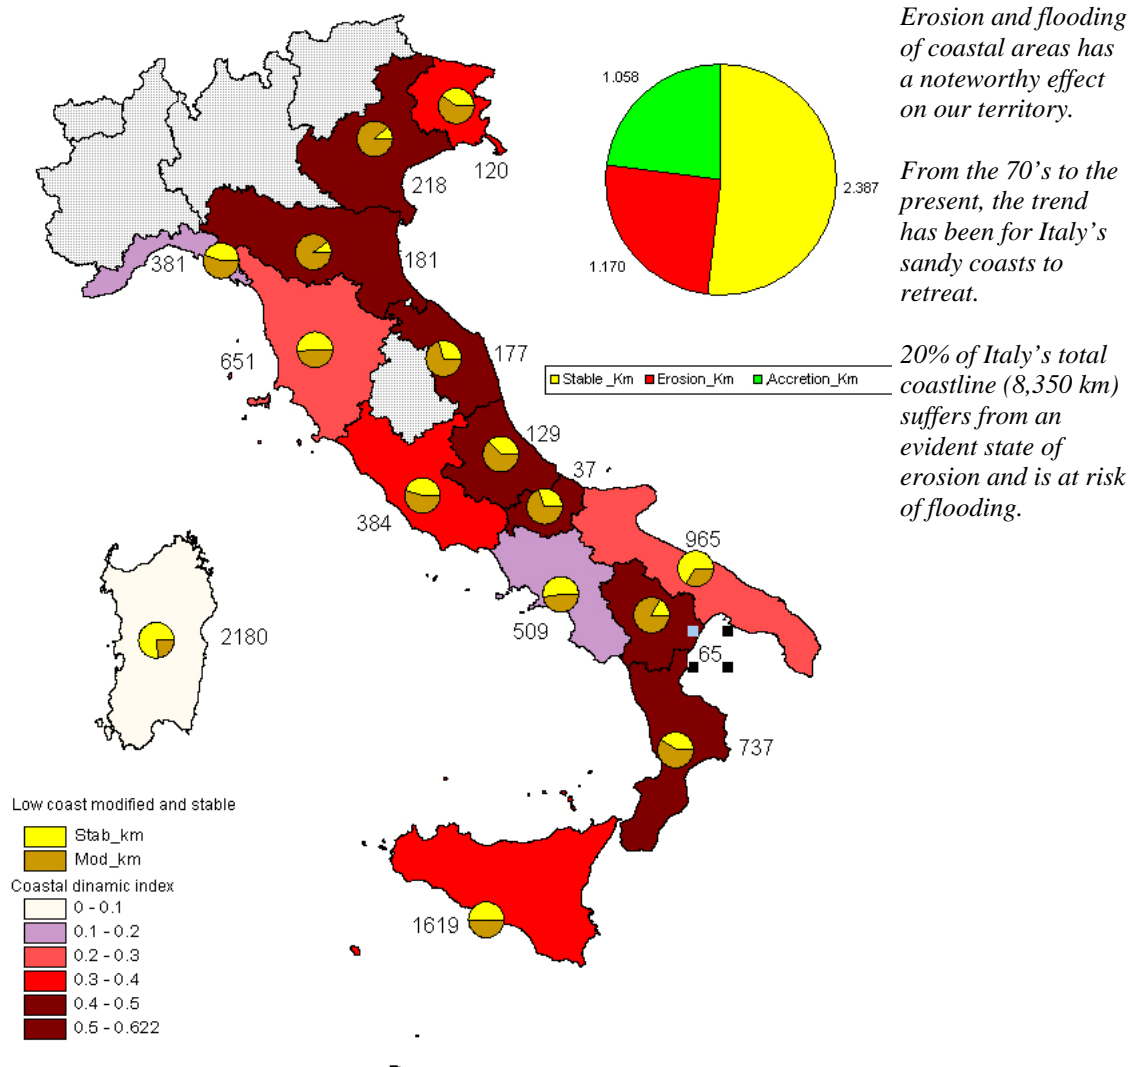 Erosion and flooding
of coastal areas has
a noteworthy effect
on our territory.
From the 70's to the
present, the trend
has been for Italy's
sandy coasts to
retreat.
20% of Italy's total
coastline (8,350 km)
suffers from an
evident state of
erosion and is at risk
of flooding.
1.058
2.387
1.170
Stable _Km Erosion_Km Accretion_Km
120
218
181
381
651
177
129
37
384
965
509
65
2180
737
1619
Low coast modified and stable
Stab_km
Mod_km
Coastal dinamic index
0 - 0.1
0.1 - 0.2
0.2 - 0.3
0.3 - 0.4
0.4 - 0.5
0.5 - 0.622